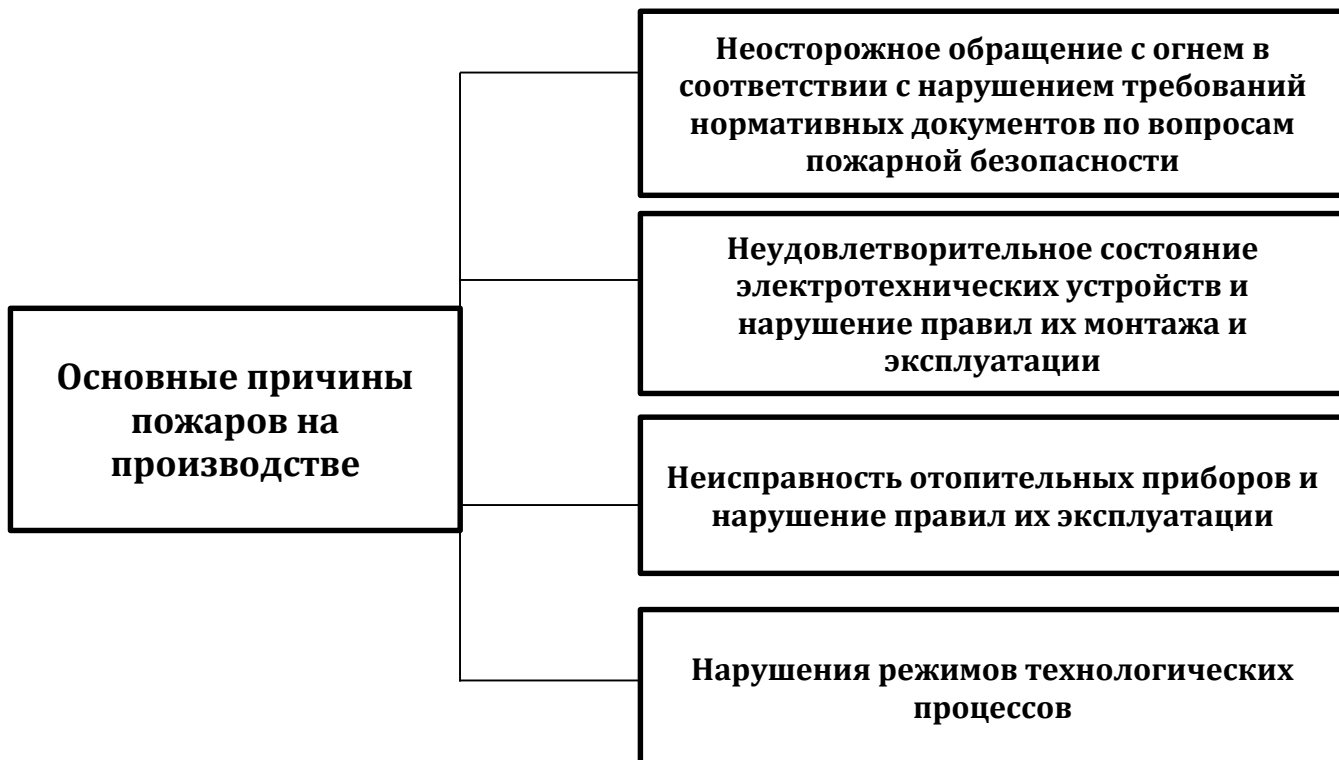 Неосторожное обращение с огнем в
соответствии с нарушением требований
нормативных документов по вопросам
пожарной безопасности
Неудовлетворительное состояние
электротехнических устройств и
нарушение правил их монтажа и
эксплуатации
Основные причины
пожаров на
производстве
Неисправность отопительных приборов и
нарушение правил их эксплуатации
Нарушения режимов технологических
процессов